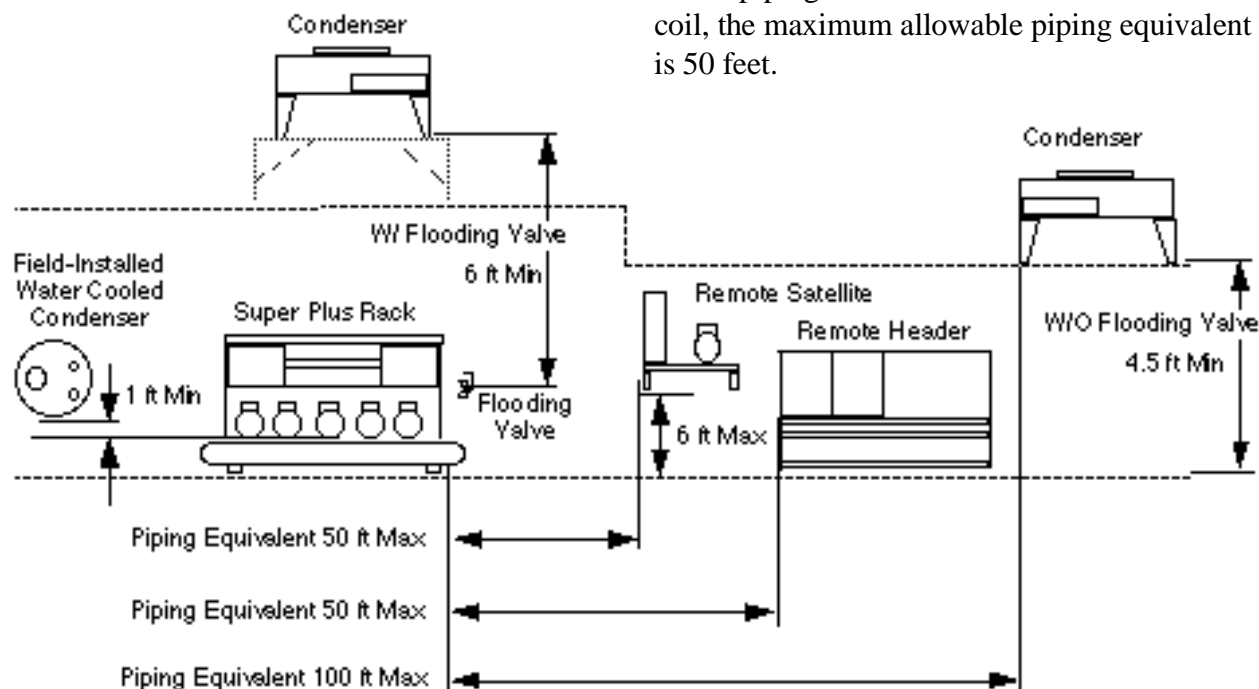 coil, the maximum allowable piping equivalent
is 50 feet.
Condenser
Condenser
W/ Flooding Valve
6 ft Min
Field-Installed
Water Cooled
Condenser
Super Plus Rack
Remote Satellite
Remote Header
W/O Flooding Valve
4.5 ft Min
1 ft Min
Flooding
Valve
6 ft Max
Piping Equivalent 50 ft Max
Piping Equivalent 50 ft Max
Piping Equivalent 100 ft Max